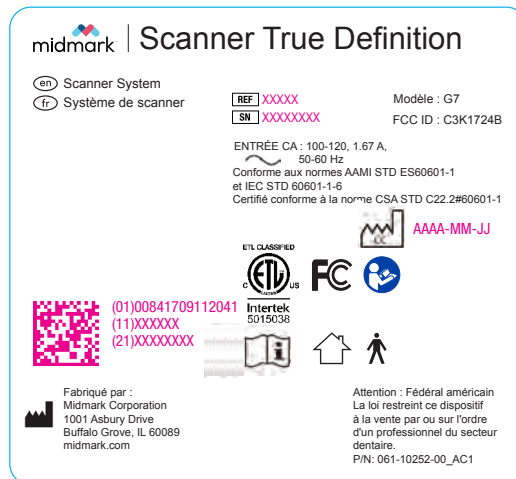 midmark | Scanner True Definition
en Scanner System
fr Système de scanner
REF XXXXX
SN XXXXXXXX
Modèle : G7
FCC ID : C3K1724B
ENTRÉE CA : 100-120, 1.67 A,
50-60 Hz
Conforme aux normes AAMI STD ES60601-1
et IEC STD 60601-1-6
Certifié conforme à la norme CSA STD C22.2#60601-1
CC
AAAA-MM-JJ
ETL CLASSIFIED
C ETL US
LISTED
Intertek
5015038
FC
(01)00841709112041
(11)XXXXXX
(21)XXXXXXXX
Fabriqué par :
Midmark Corporation
1001 Asbury Drive
Buffalo Grove, IL 60089
midmark.com
Attention : Fédéral américain
La loi restreint ce dispositif
à la vente par ou sur l'ordre
d'un professionnel du secteur
dentaire.
P/N: 061-10252-00_AC1